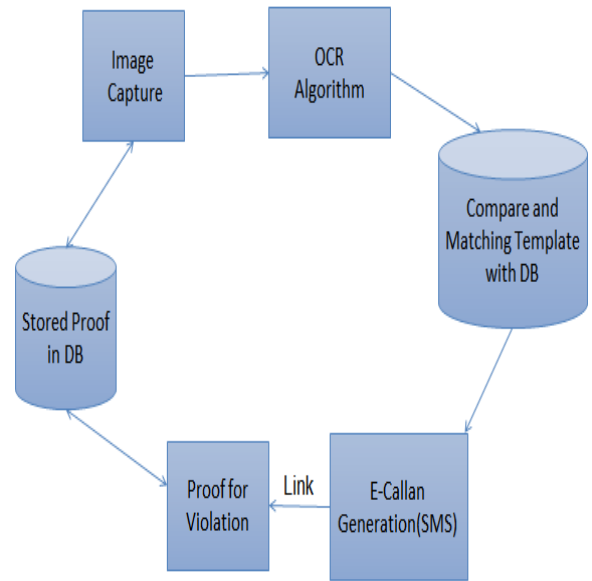 Image
Capture
OCR
Algorithm
Compare and
Matching Template
with DB
Stored Proof
in DB
Proof for
Violation
Link
E-Callan
Generation(SMS)